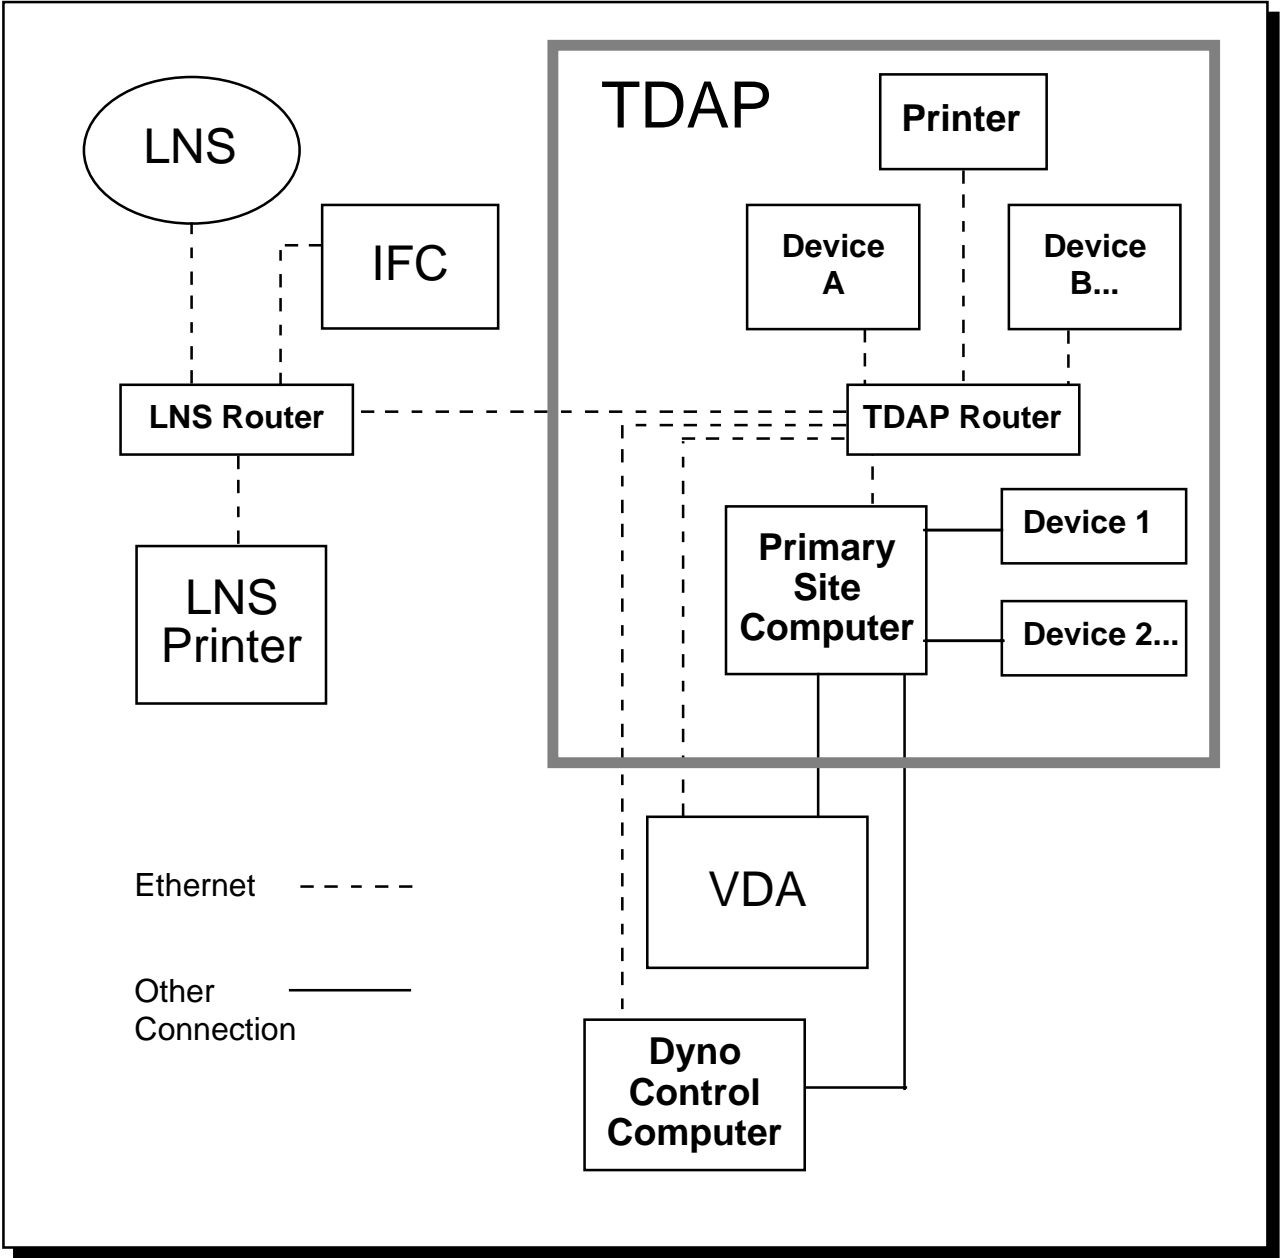 TDAP
Printer
LNS
IFC
Device
A
Device
B...
LNS Router
TDAP Router
Device 1
Primary
Site
Computer
Device 2...
LNS
Printer
VDA
Ethernet
Other
Connection
Dyno
Control
Computer